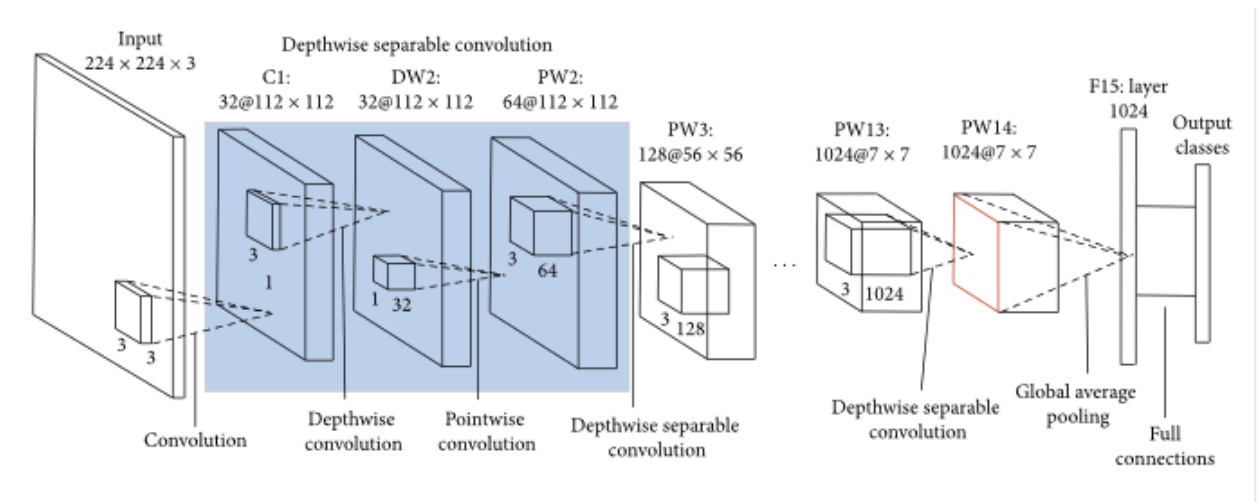 Input
224 × 224 × 3
Depthwise separable convolution
C1:
32@112 × 112
DW2:
32@112 × 112
PW2:
64@112 × 112
PW3:
128@56 × 56
PW13:
1024@7 × 7
PW14:
1024@7 × 7
F15: layer
1024
Output
classes
3
3
3
1
1
32
3
64
3
128
. . .
3
1024
Convolution
Depthwise
convolution
Pointwise
convolution
Depthwise separable
convolution
Depthwise separable
convolution
Global average
pooling
Full
connections